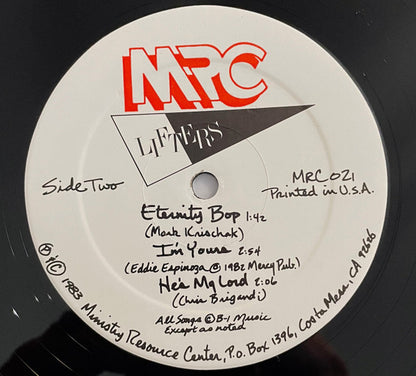 MRC
LIFTERS
Side Two
MRC 021
Printed in U.S.A.
Eternity Bop 1:42
(Mark Krischak)
I'm Yours 2:54
(Eddie Espinoza © 1982 Mercy Publ.)
He's My Lord 2:06
(Chris Brigandi)
All Songs © B-1 Music
Except as noted
℗ © 1983 Ministry Resource Center, P.O. Box 1396, Costa Mesa, CA 92626